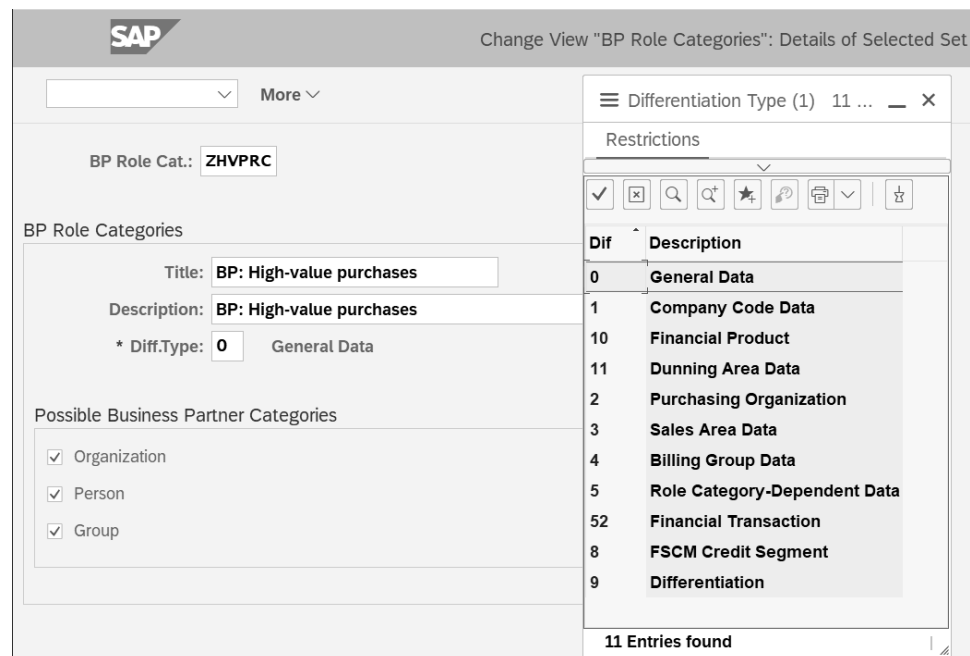 SAP
Change View "BP Role Categories": Details of Selected Set
More
BP Role Cat.: ZHVPRC
BP Role Categories
Title: BP: High-value purchases
Description: BP: High-value purchases
* Diff.Type: 0 General Data
Possible Business Partner Categories
Organization
Person
Group
Differentiation Type (1) 11 ...
Restrictions
Dif Description
0 General Data
1 Company Code Data
10 Financial Product
11 Dunning Area Data
2 Purchasing Organization
3 Sales Area Data
4 Billing Group Data
5 Role Category-Dependent Data
52 Financial Transaction
8 FSCM Credit Segment
9 Differentiation
11 Entries found